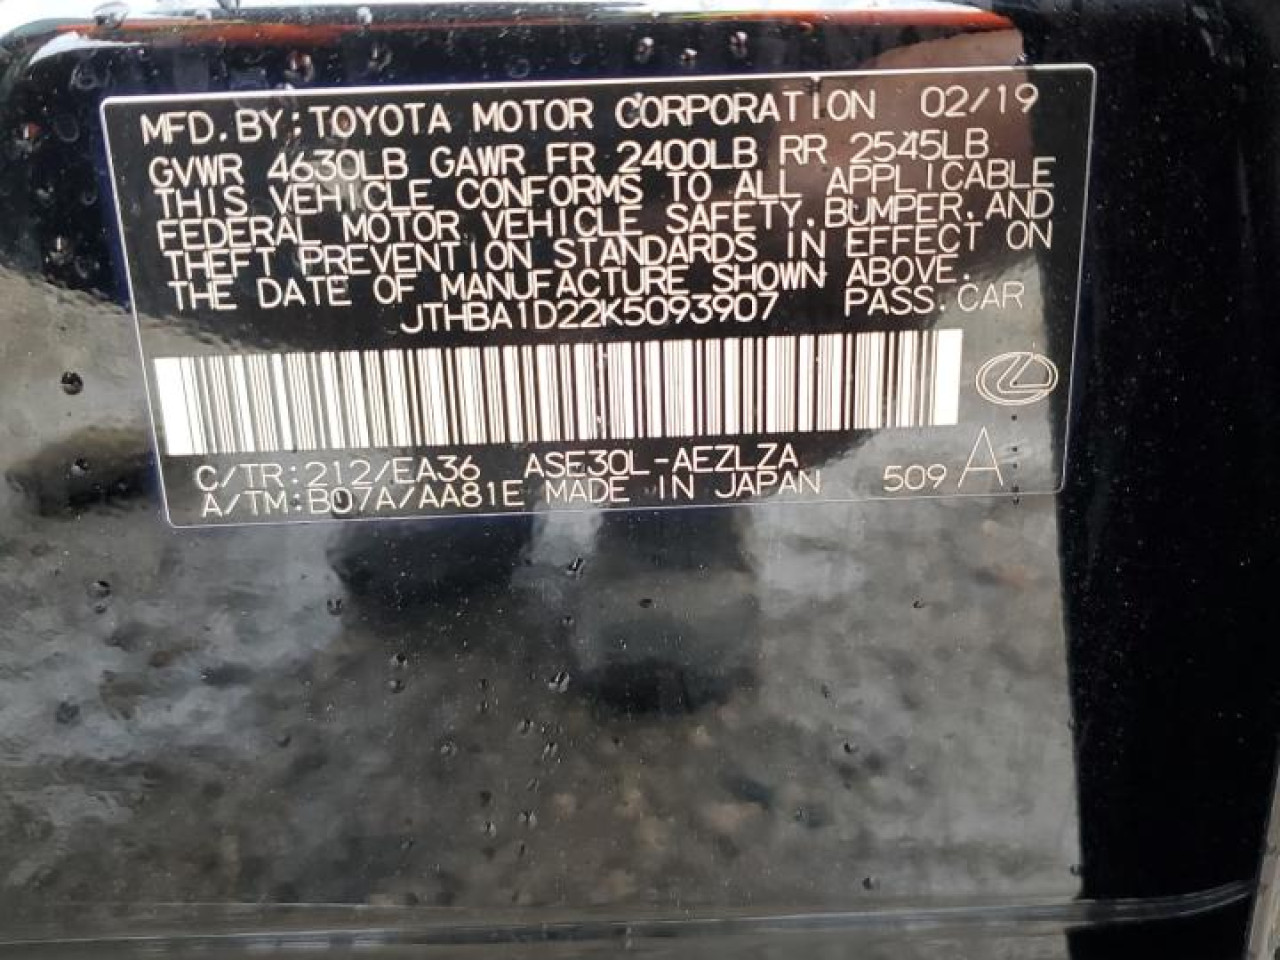 MFD.BY:TOYOTA MOTOR CORPORATION 02/19
GVWR 4630LB GAWR FR 2400LB RR 2545LB
THIS VEHICLE CONFORMS TO ALL APPLICABLE
FEDERAL MOTOR VEHICLE SAFETY,BUMPER,AND
THEFT PREVENTION STANDARDS IN EFFECT ON
THE DATE OF MANUFACTURE SHOWN ABOVE.
JTHBA1D22K5093907 PASS.CAR
C/TR:212/EA36 ASE30L-AEZLZA
A/TM:B07A/AA81E MADE IN JAPAN 509 A